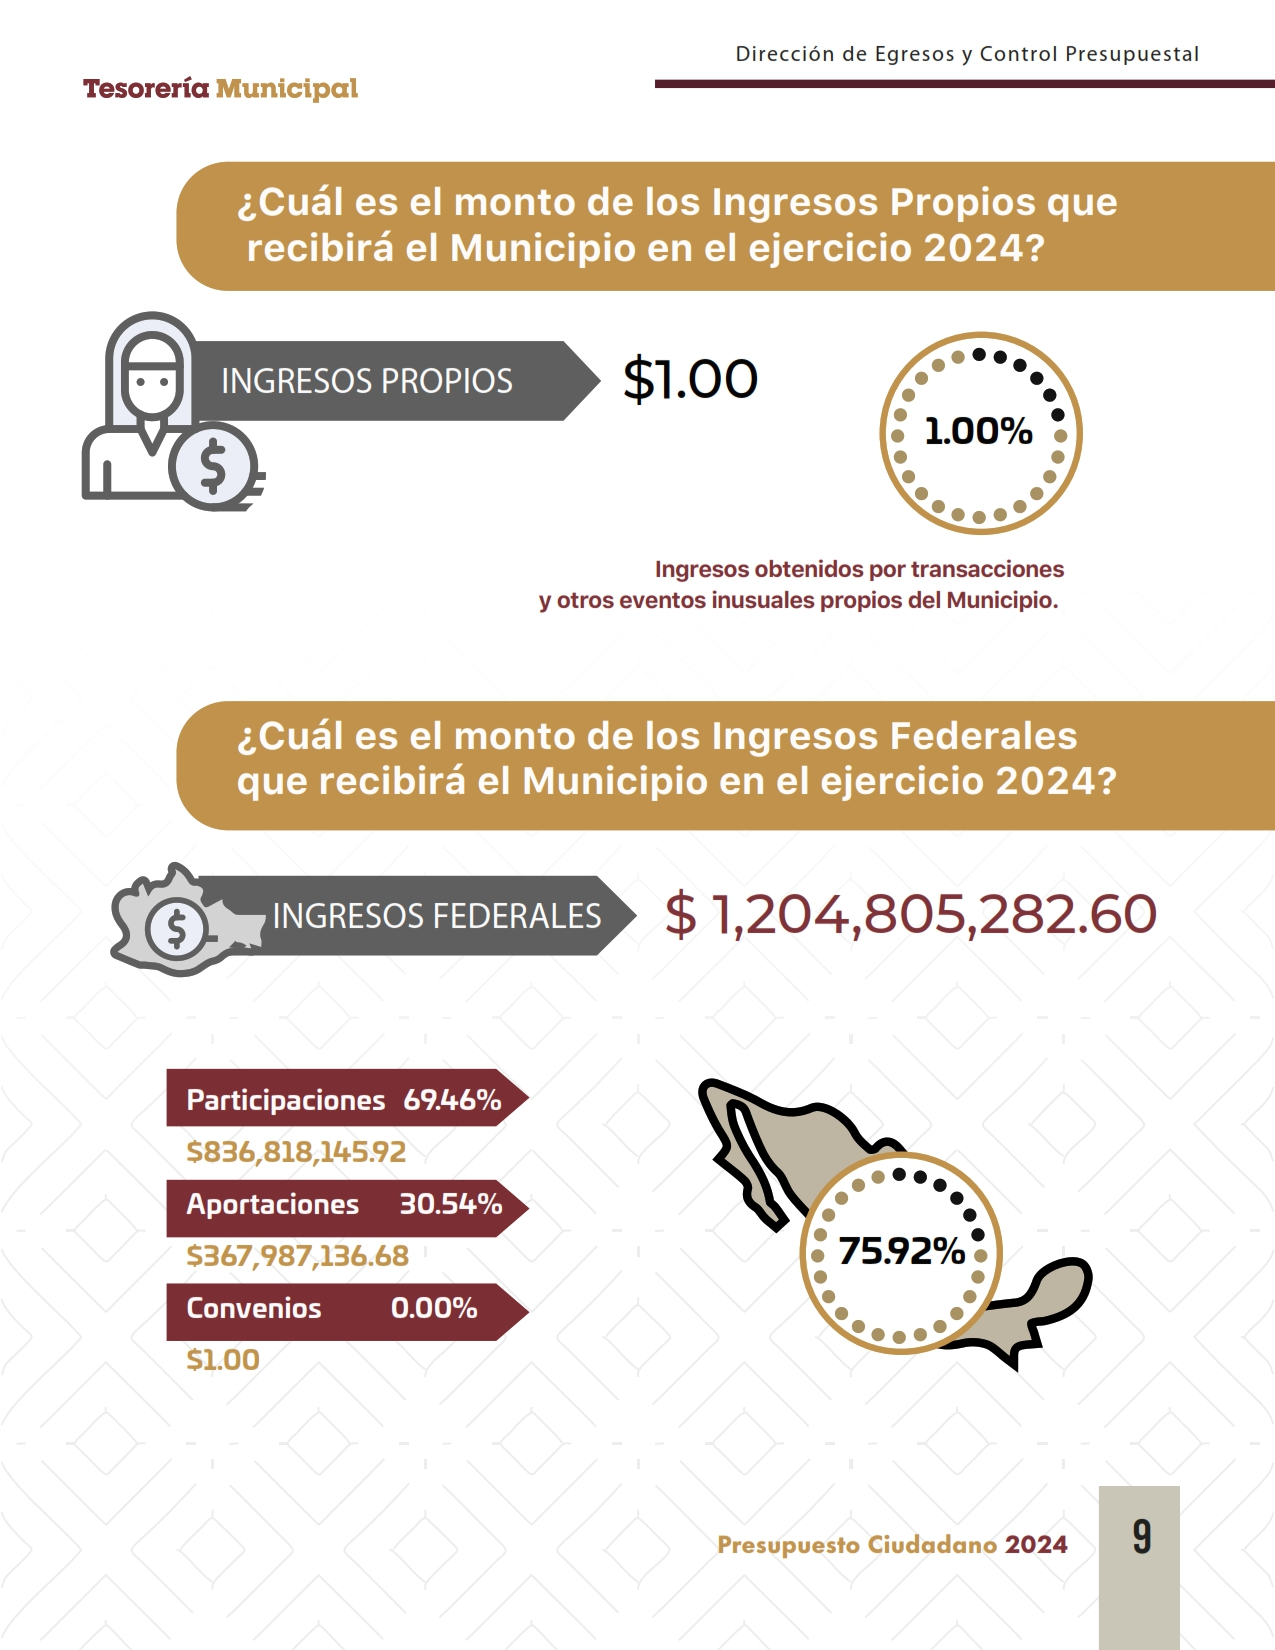 Dirección de Egresos y Control Presupuestal
Tesorería Municipal
¿Cuál es el monto de los Ingresos Propios que
recibirá el Municipio en el ejercicio 2024?
INGRESOS PROPIOS
$1.00
1.00%
$
Ingresos obtenidos por transacciones
y otros eventos inusuales propios del Municipio.
¿Cuál es el monto de los Ingresos Federales
que recibirá el Municipio en el ejercicio 2024?
$
INGRESOS FEDERALES
$ 1,204,805,282.60
Participaciones 69.46%
$836,818,145.92
Aportaciones 30.54%
$367,987,136.68
Convenios 0.00%
$1.00
75.92%
Presupuesto Ciudadano 2024
9